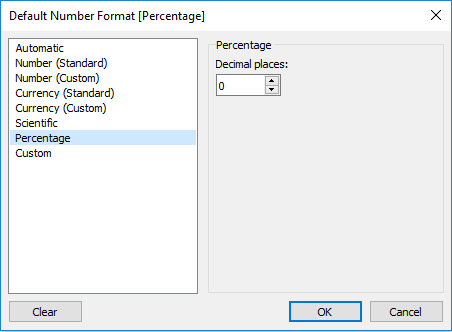 Default Number Format [Percentage]
Automatic
Number (Standard)
Number (Custom)
Currency (Standard)
Currency (Custom)
Scientific
Percentage
Custom
Percentage
Decimal places:
0
Clear
OK
Cancel